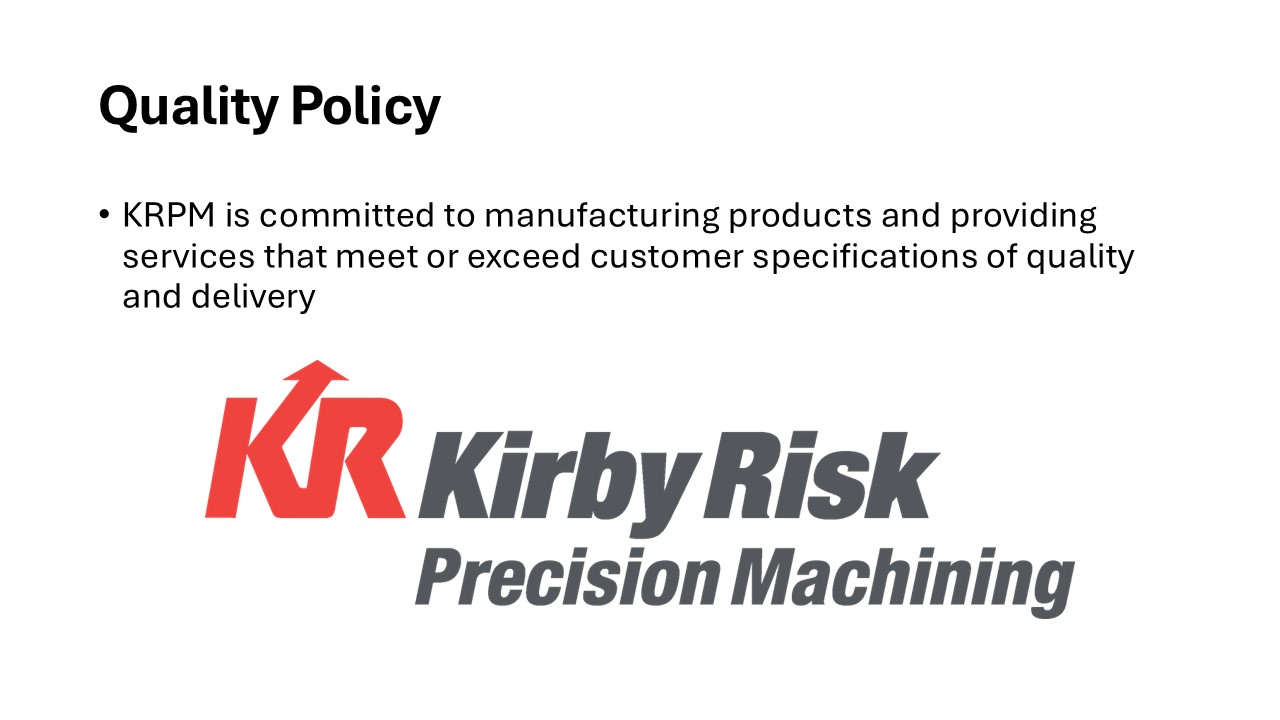 Quality Policy
• KRPM is committed to manufacturing products and providing
services that meet or exceed customer specifications of quality
and delivery
KR Kirby Risk
Precision Machining